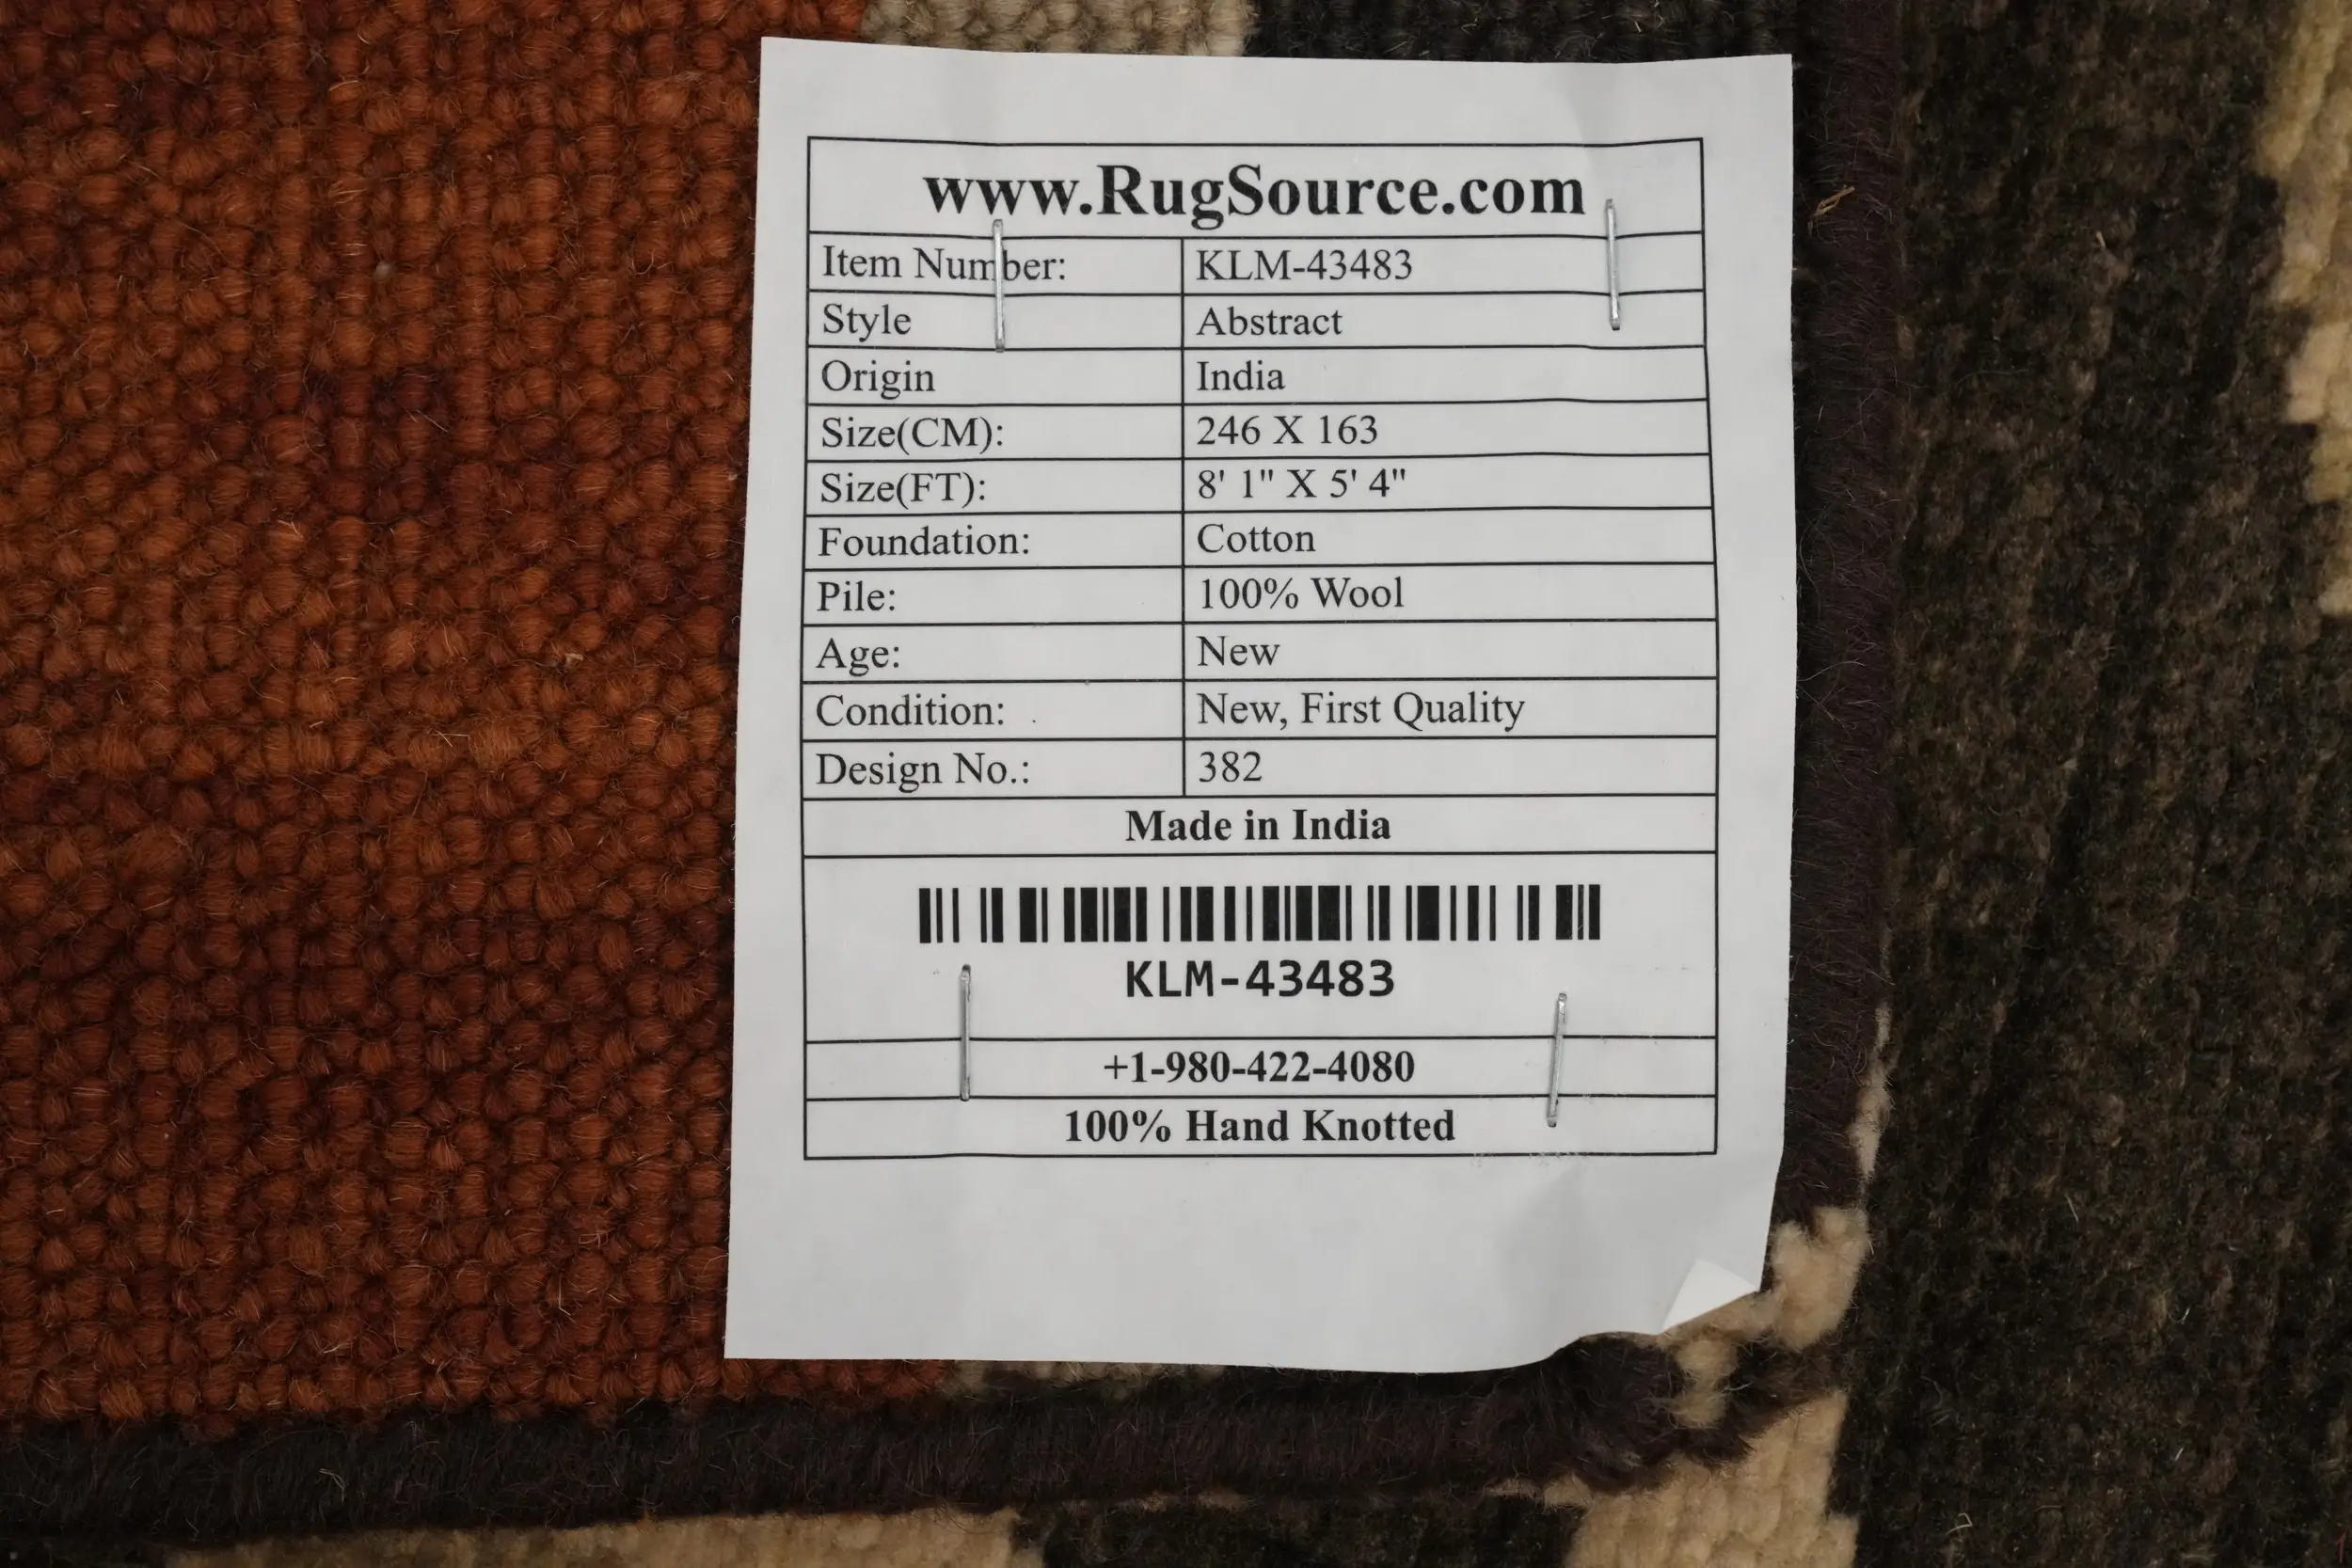 www.RugSource.com
Item Number: KLM-43483
Style Abstract
Origin India
Size(CM): 246 X 163
Size(FT): 8' 1" X 5' 4"
Foundation: Cotton
Pile: 100% Wool
Age: New
Condition: New, First Quality
Design No.: 382
Made in India
KLM-43483
+1-980-422-4080
100% Hand Knotted